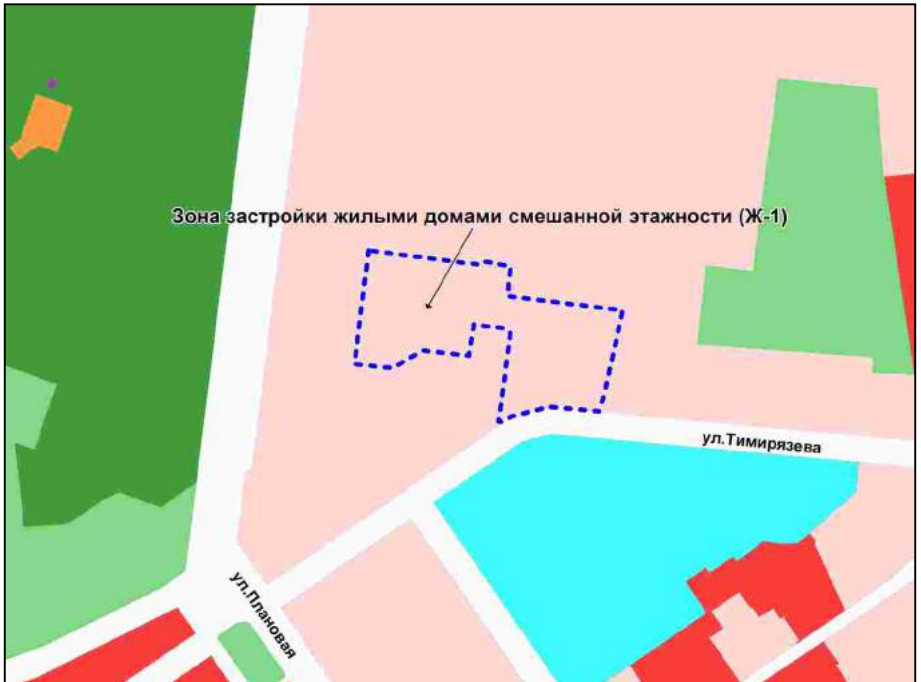 Зона застройки жилыми домами смешанной этажности (Ж-1)
ул.Тимирязева
ул.Плановая